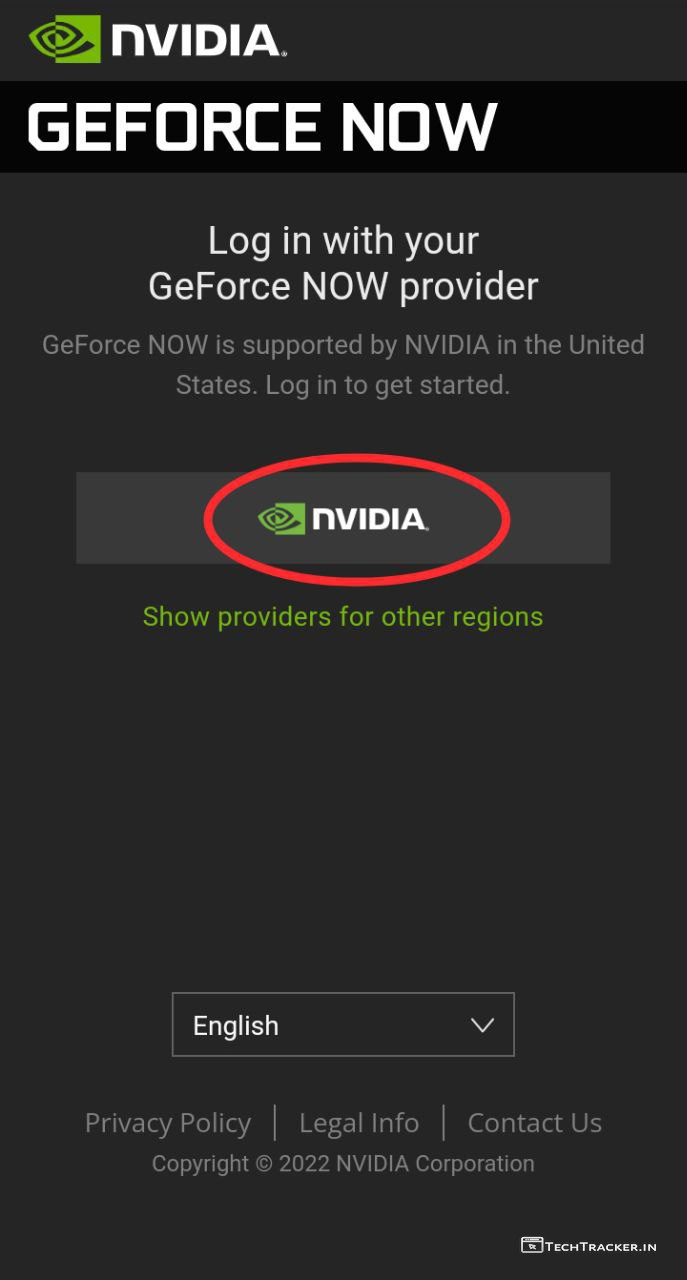 NVIDIA.
GEFORCE NOW
Log in with your
GeForce NOW provider
GeForce NOW is supported by NVIDIA in the United
States. Log in to get started.
NVIDIA.
Show providers for other regions
English
Privacy Policy | Legal Info | Contact Us
Copyright © 2022 NVIDIA Corporation
TECHTRACKER.IN